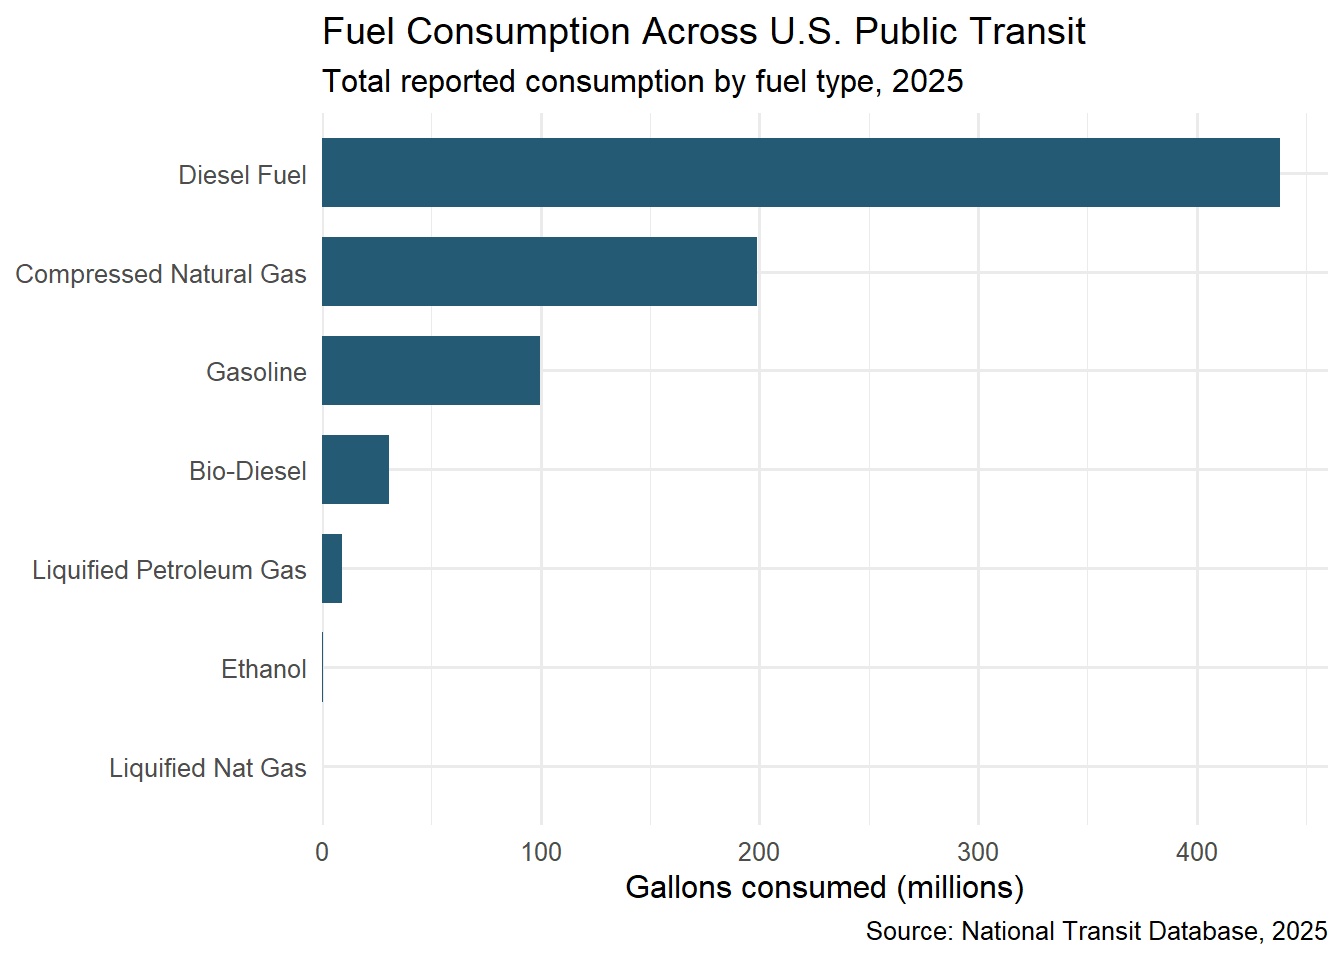 Fuel Consumption Across U.S. Public Transit
Total reported consumption by fuel type, 2025
Diesel Fuel
Compressed Natural Gas
Gasoline
Bio-Diesel
Liquified Petroleum Gas
Ethanol
Liquified Nat Gas
0 100 200 300 400
Gallons consumed (millions)
Source: National Transit Database, 2025